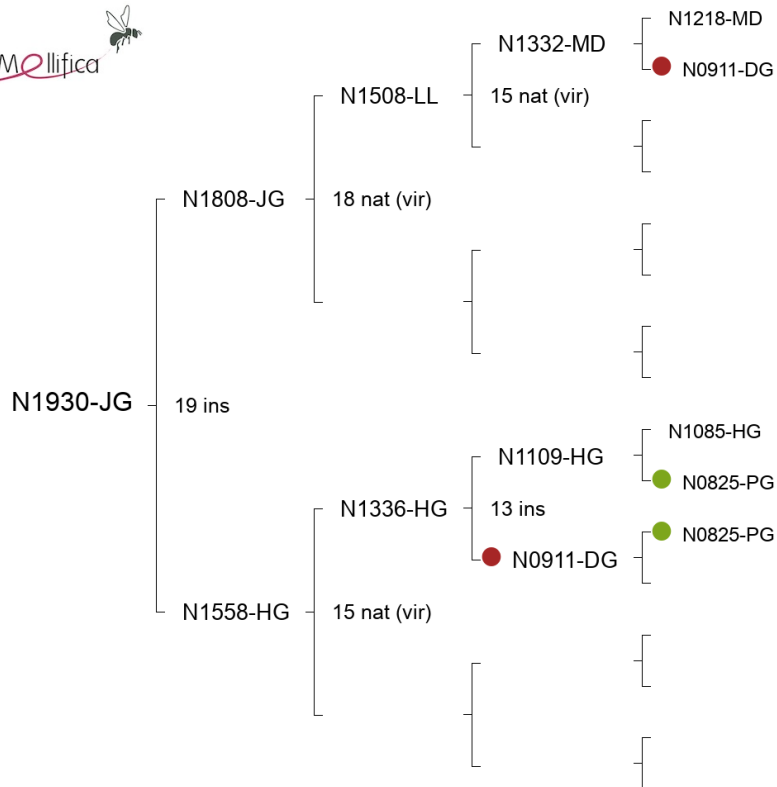 Mellifica
N1218-MD
N1332-MD
N0911-DG
N1508-LL
15 nat (vir)
N1808-JG
18 nat (vir)
N1930-JG
19 ins
N1085-HG
N1109-HG
N0825-PG
N1336-HG
13 ins
N0825-PG
N0911-DG
N1558-HG
15 nat (vir)